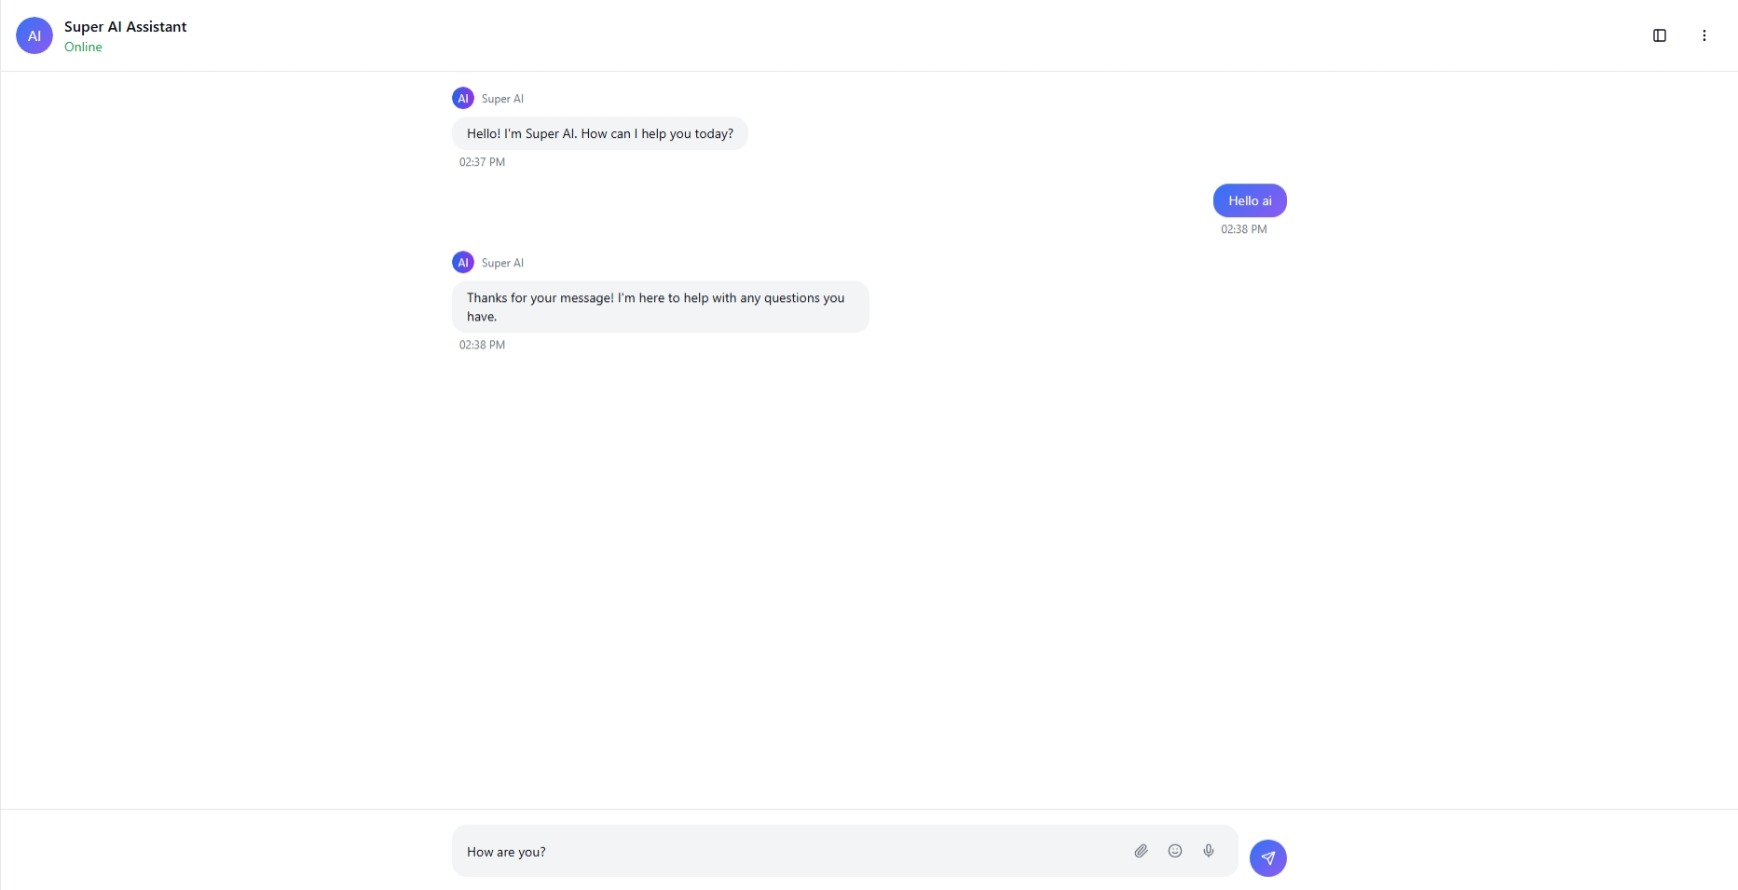 AI
Super AI Assistant
Online
AI
Super AI
Hello! I'm Super AI. How can I help you today?
02:37 PM
Hello ai
02:38 PM
AI
Super AI
Thanks for your message! I'm here to help with any questions you
have.
02:38 PM
How are you?